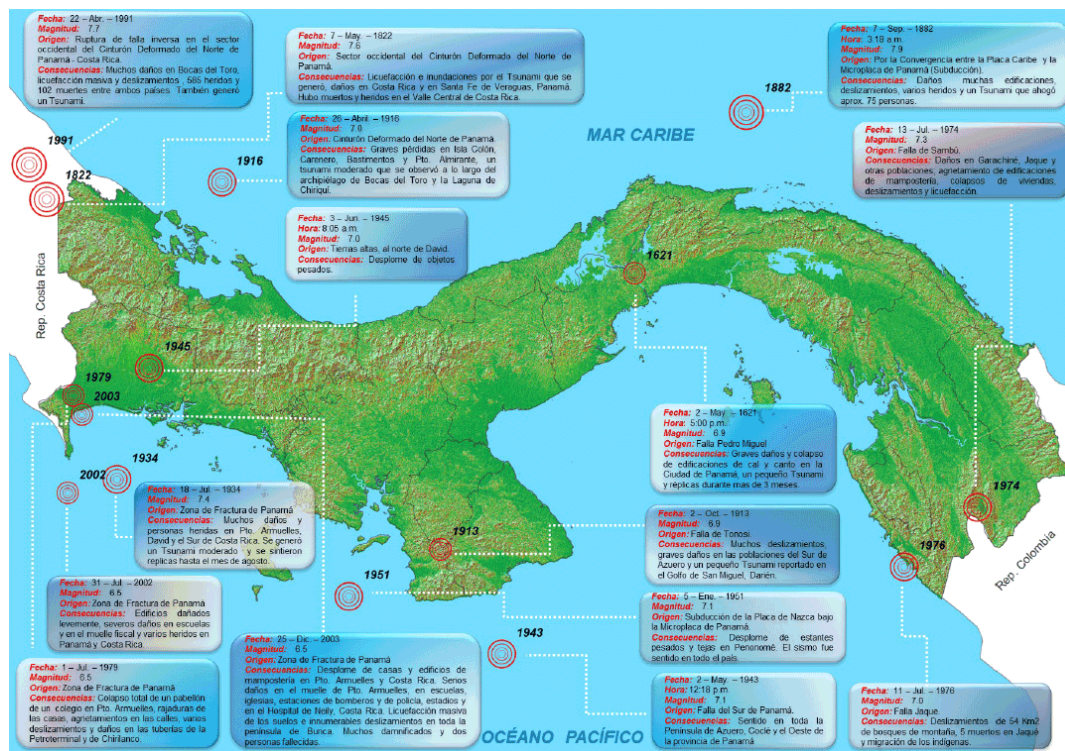 Fecha: 22 – Abr. – 1991
Magnitud: 7.7
Origen: Ruptura de falla inversa en el sector
occidental del Cinturón Deformado del Norte de
Panamá - Costa Rica.
Consecuencias: Muchos daños en Bocas del Toro,
licuefacción masiva y deslizamientos , 585 heridos y
102 muertes entre ambos países. También generó
un Tsunami.
Fecha: 7 – May. – 1822
Magnitud: 7.6
Origen: Sector occidental del Cinturón Deformado del Norte de
Panamá.
Consecuencias: Licuefacción e inundaciones por el Tsunami que se
generó, daños en Costa Rica y en Santa Fe de Veraguas, Panamá.
Hubo muertos y heridos en el Valle Central de Costa Rica.
Fecha: 7 – Sep. – 1882
Hora: 3:18 a.m.
Magnitud: 7.9
Origen: Por la Convergencia entre la Placa Caribe y la
Microplaca de Panamá (Subducción).
Consecuencias: Daños muchas edificaciones,
deslizamientos, varios heridos y un Tsunami que ahogó
aprox. 75 personas.
1882
MAR CARIBE
Fecha: 26 – Abril. – 1916
Magnitud: 7.0
Origen: Cinturón Deformado del Norte de Panamá.
Consecuencias: Graves pérdidas en Isla Colón,
Carenero, Bastimentos y Pto. Almirante, un
tsunami moderado que se observó a lo largo del
archipiélago de Bocas del Toro y la Laguna de
Chiriquí.
Fecha: 13 – Jul. – 1974
Magnitud: 7.3
Origen: Falla de Sambú.
Consecuencias: Daños en Garachiné, Jaque y
otras poblaciones, agrietamiento de edificaciones
de mampostería, colapsos de viviendas,
deslizamientos y licuefacción.
1991
1916
1822
Fecha: 3 – Jun. – 1945
Hora: 8:05 a.m.
Magnitud: 7.0
Origen: Tierras altas, al norte de David.
Consecuencias: Desplome de objetos
pesados.
1621
Rep. Costa Rica
1945
1979
2003
Fecha: 2 – May. – 1621
Hora: 5:00 p.m.
Magnitud: 6.9
Origen: Falla Pedro Miguel
Consecuencias: Graves daños y colapso
de edificaciones de cal y canto en la
Ciudad de Panamá, un pequeño Tsunami
y réplicas durante mas de 3 meses.
1934
2002
1974
Fecha: 18 – Jul. – 1934
Magnitud: 7.4
Origen: Zona de Fractura de Panamá
Consecuencias: Muchos daños y
personas heridas en Pto. Armuelles,
David y el Sur de Costa Rica. Se generó
un Tsunami moderado y se sintieron
replicas hasta el mes de agosto.
1913
Fecha: 2 – Oct. – 1913
Magnitud: 6.9
Origen: Falla de Tonosí
Consecuencias: Muchos deslizamientos,
graves daños en las poblaciones del Sur de
Azuero y un pequeño Tsunami reportado en
el Golfo de San Miguel, Darién.
1976
Rep. Colombia
Fecha: 31 – Jul – 2002
Magnitud: 6.5
Origen: Zona de Fractura de Panamá
Consecuencias: Edificios dañados
levemente, severos daños en escuelas
y en el muelle fiscal y varios heridos en
Panamá y Costa Rica.
1951
Fecha: 5 – Ene. – 1951
Magnitud: 7.1
Origen: Subducción de la Placa de Nazca bajo
la Microplaca de Panamá.
Consecuencias: Desplome de estantes
pesados y tejas en Penonomé. El sismo fue
sentido en todo el país.
1943
Fecha: 1 – Jul. – 1979
Magnitud: 6.5
Origen: Zona de Fractura de Panamá
Consecuencias: Colapso total de un pabellón
de un colegio en Pto. Armuelles, rajaduras de
las casas, agrietamientos en las calles, varios
deslizamientos y daños en las tuberías de la
Petroterminal y de Chirilanco.
Fecha: 25 – Dic. – 2003
Magnitud: 6.5
Origen: Zona de Fractura de Panamá
Consecuencias: Desplome de casas y edificios de
mampostería en Pto. Armuelles y Costa Rica. Serios
daños en el muelle de Pto. Armuelles, en escuelas,
iglesias, estaciones de bomberos y de policía, estadios y
en el Hospital de Neily, Costa Rica. Licuefacción masiva
de los suelos e innumerables deslizamientos en toda la
península de Burica. Muchos damnificados y dos
personas fallecidas.
Fecha: 2 – May. – 1943
Hora: 12:18 p.m.
Magnitud: 7.1
Origen: Falla del Sur de Panamá.
Consecuencias: Sentido en toda la
Península de Azuero, Coclé y el Oeste de
la provincia de Panamá
Fecha: 11 – Jul – 1976
Magnitud: 7.0
Origen: Falla Jaque.
Consecuencias: Deslizamientos de 54 Km2
de bosques de montaña, 5 muertes en Jaqué
y migración de los indígenas.
OCÉANO PACÍFICO